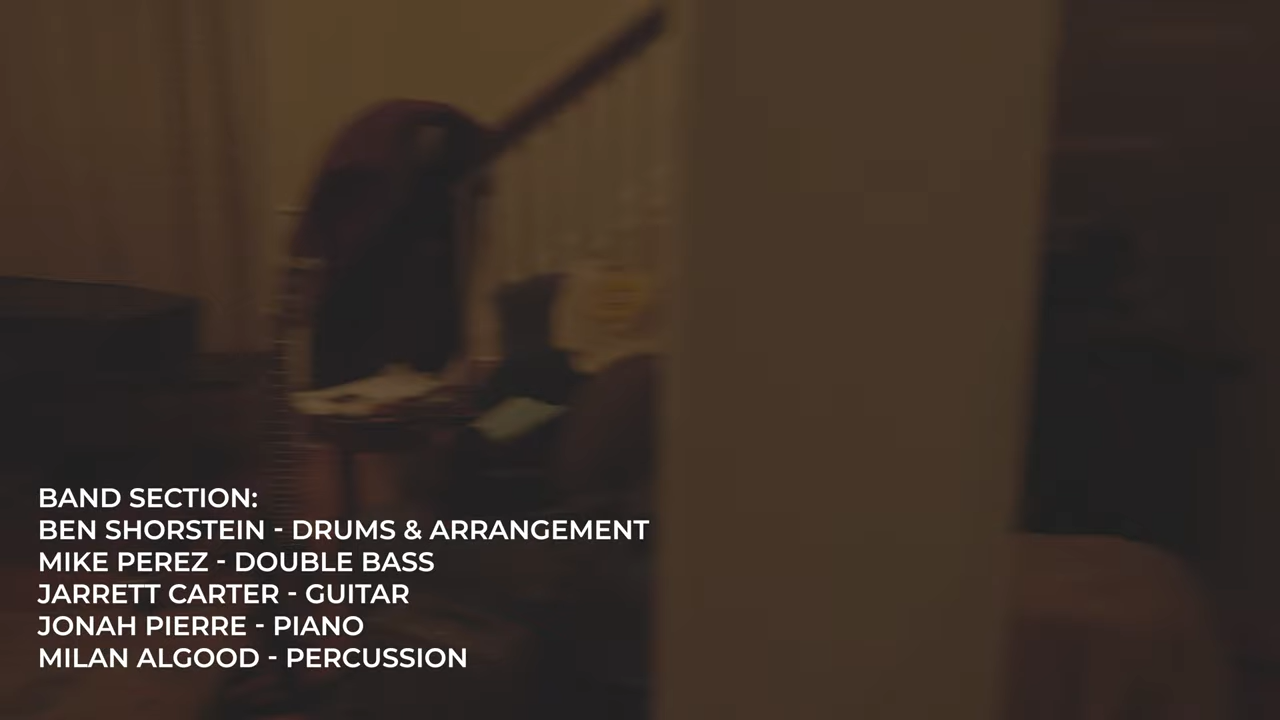 BAND SECTION:
BEN SHORSTEIN - DRUMS & ARRANGEMENT
MIKE PEREZ - DOUBLE BASS
JARRETT CARTER - GUITAR
JONAH PIERRE - PIANO
MILAN ALGOOD - PERCUSSION